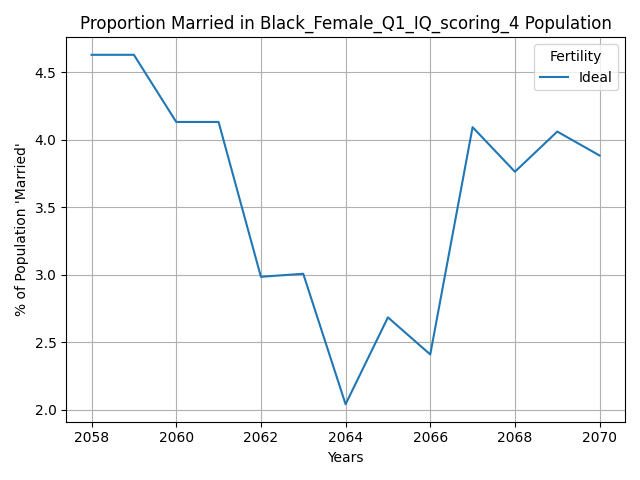 Proportion Married in Black_Female_Q1_IQ_scoring_4 Population
Fertility
Ideal
% of Population 'Married'
4.5
4.0
3.5
3.0
2.5
2.0
2058 2060 2062 2064 2066 2068 2070
Years